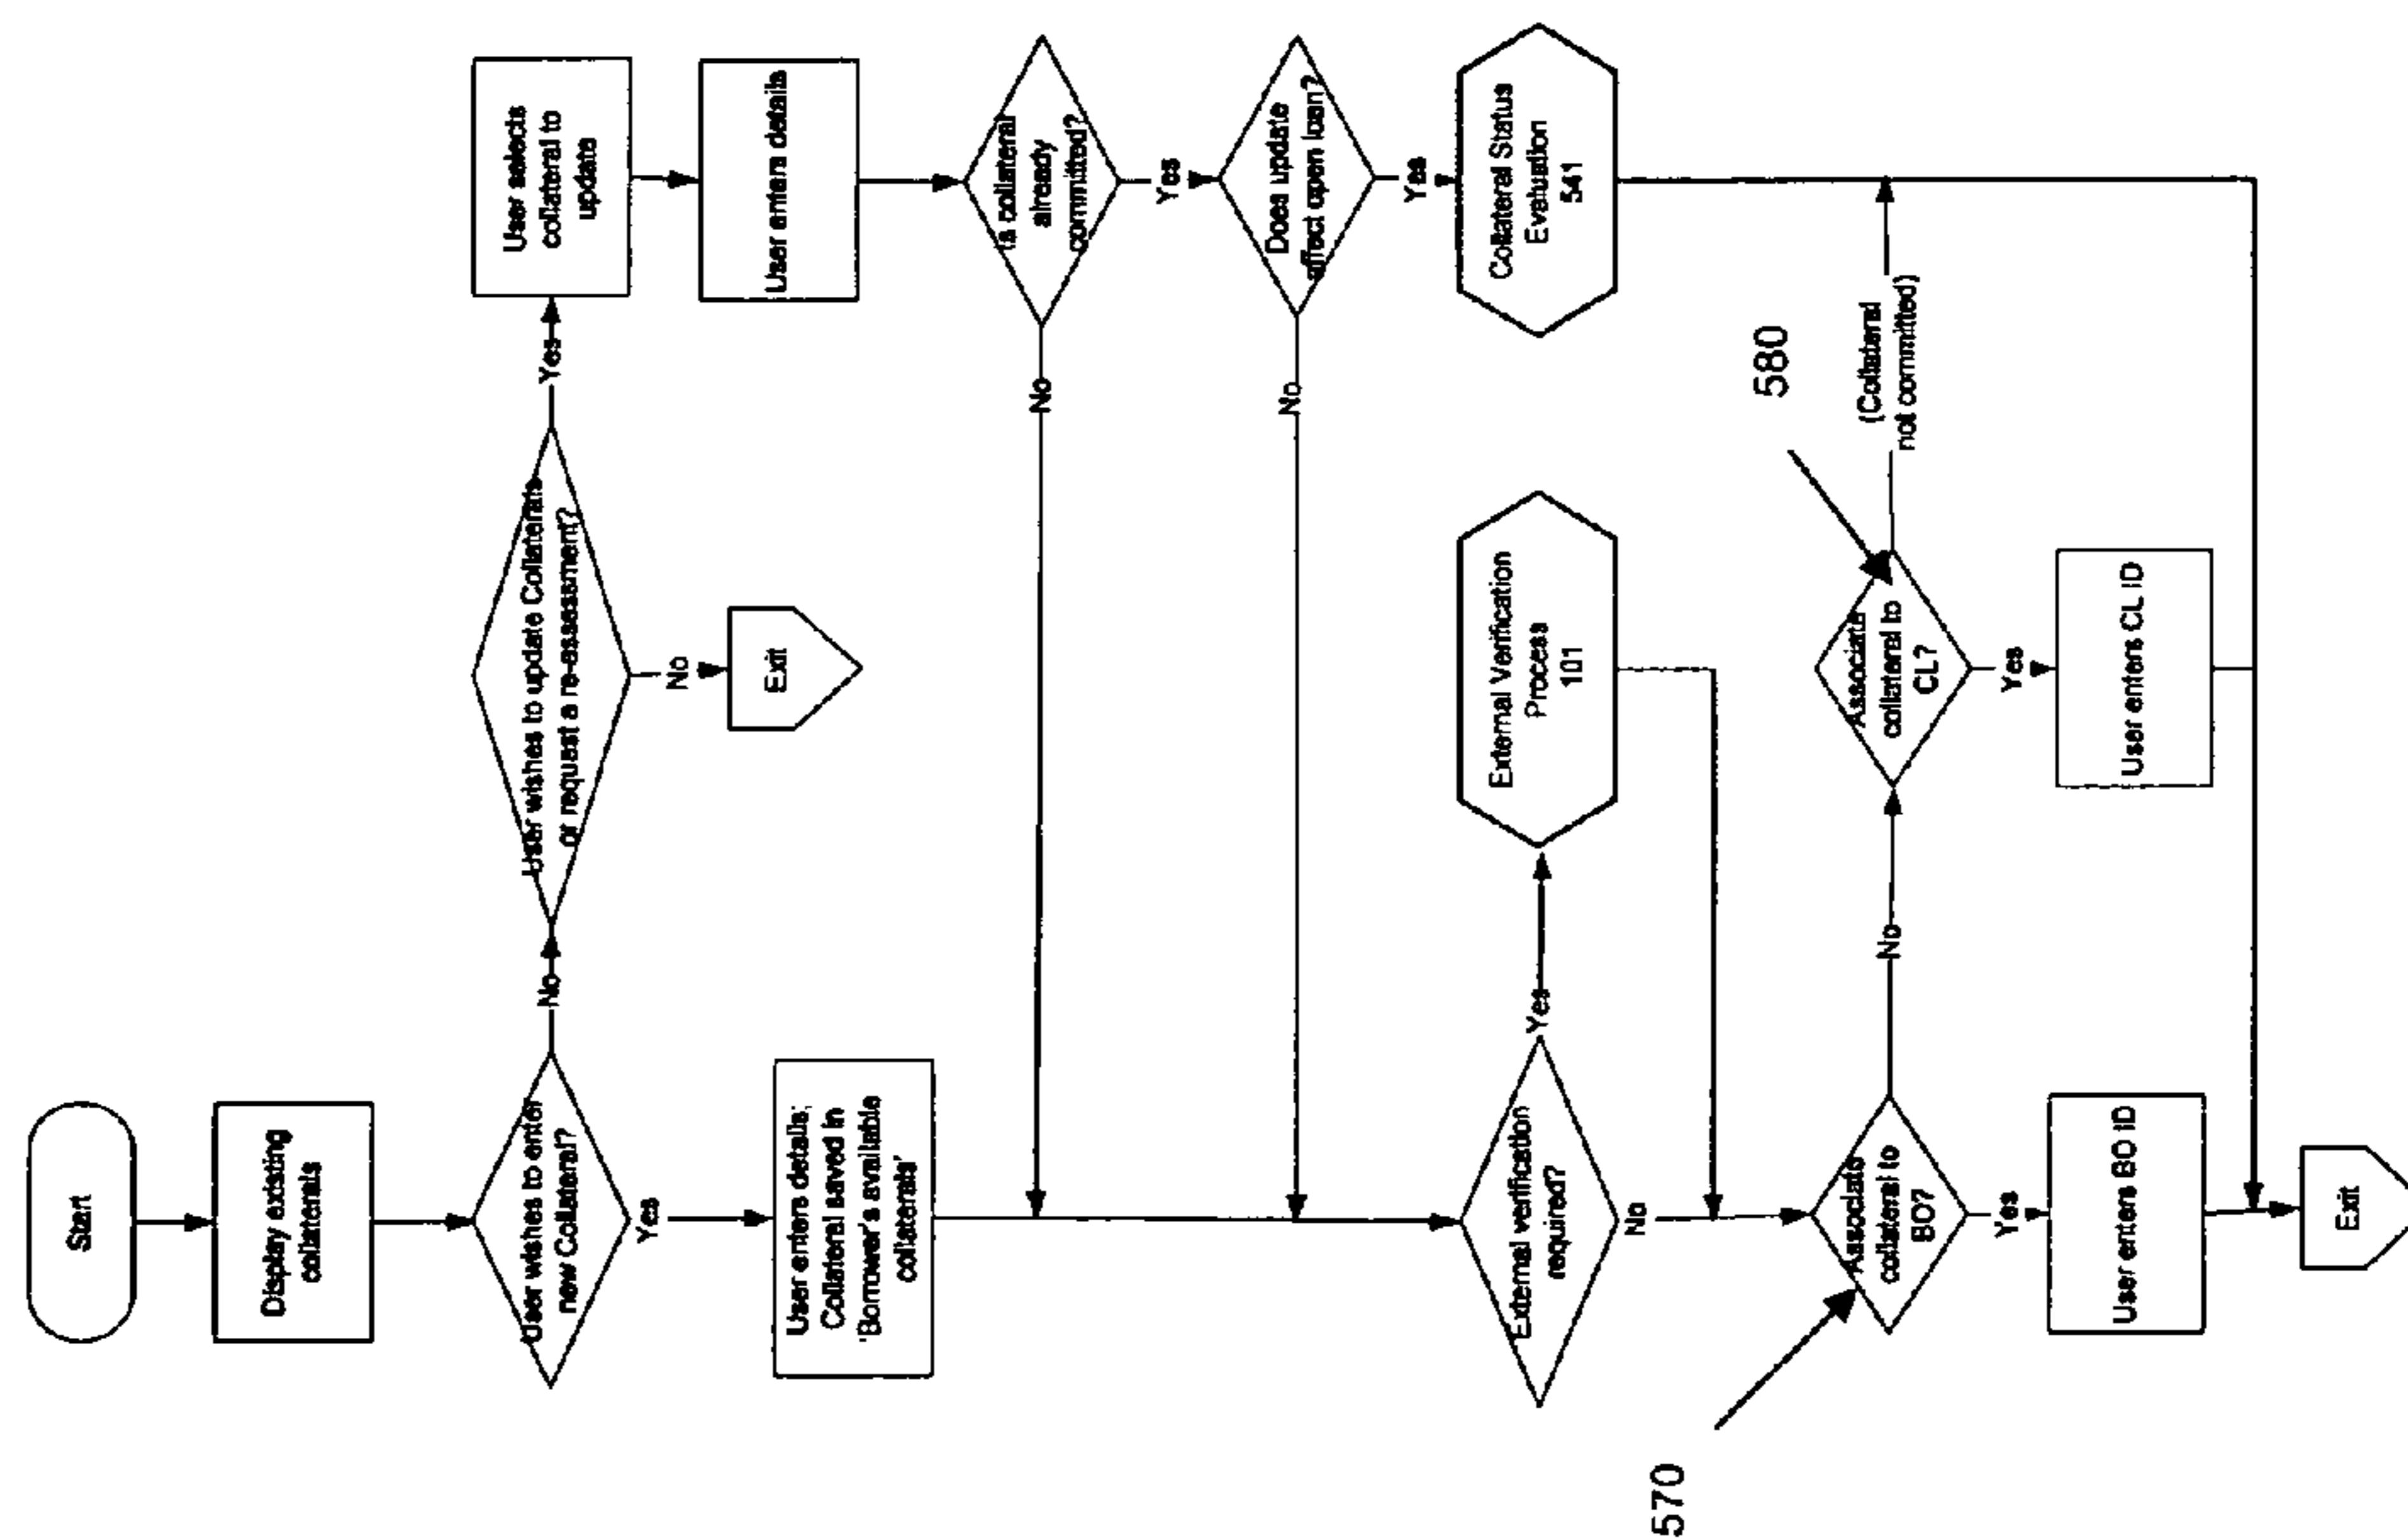 Start
Display existing
collaterals
User wishes to enter
new Collateral?
No
User wishes to update Collaterals
or request a re-assessment?
Yes
User selects
collateral to
update
No
Exit
User enters details
Yes
User enters details;
Collateral saved in
'Borrower's available
collaterals'
Is collateral
already
committed?
No
Yes
Does update
affect open loan?
No
Yes
Collateral Status
Evaluation
541
External verification
required?
Yes
External Verification
Process
101
No
570
Associate
collateral to
BO?
No
580
Associate
collateral to
CL?
(Collateral
not committed)
Yes
User enters BO ID
Yes
User enters CL ID
Exit